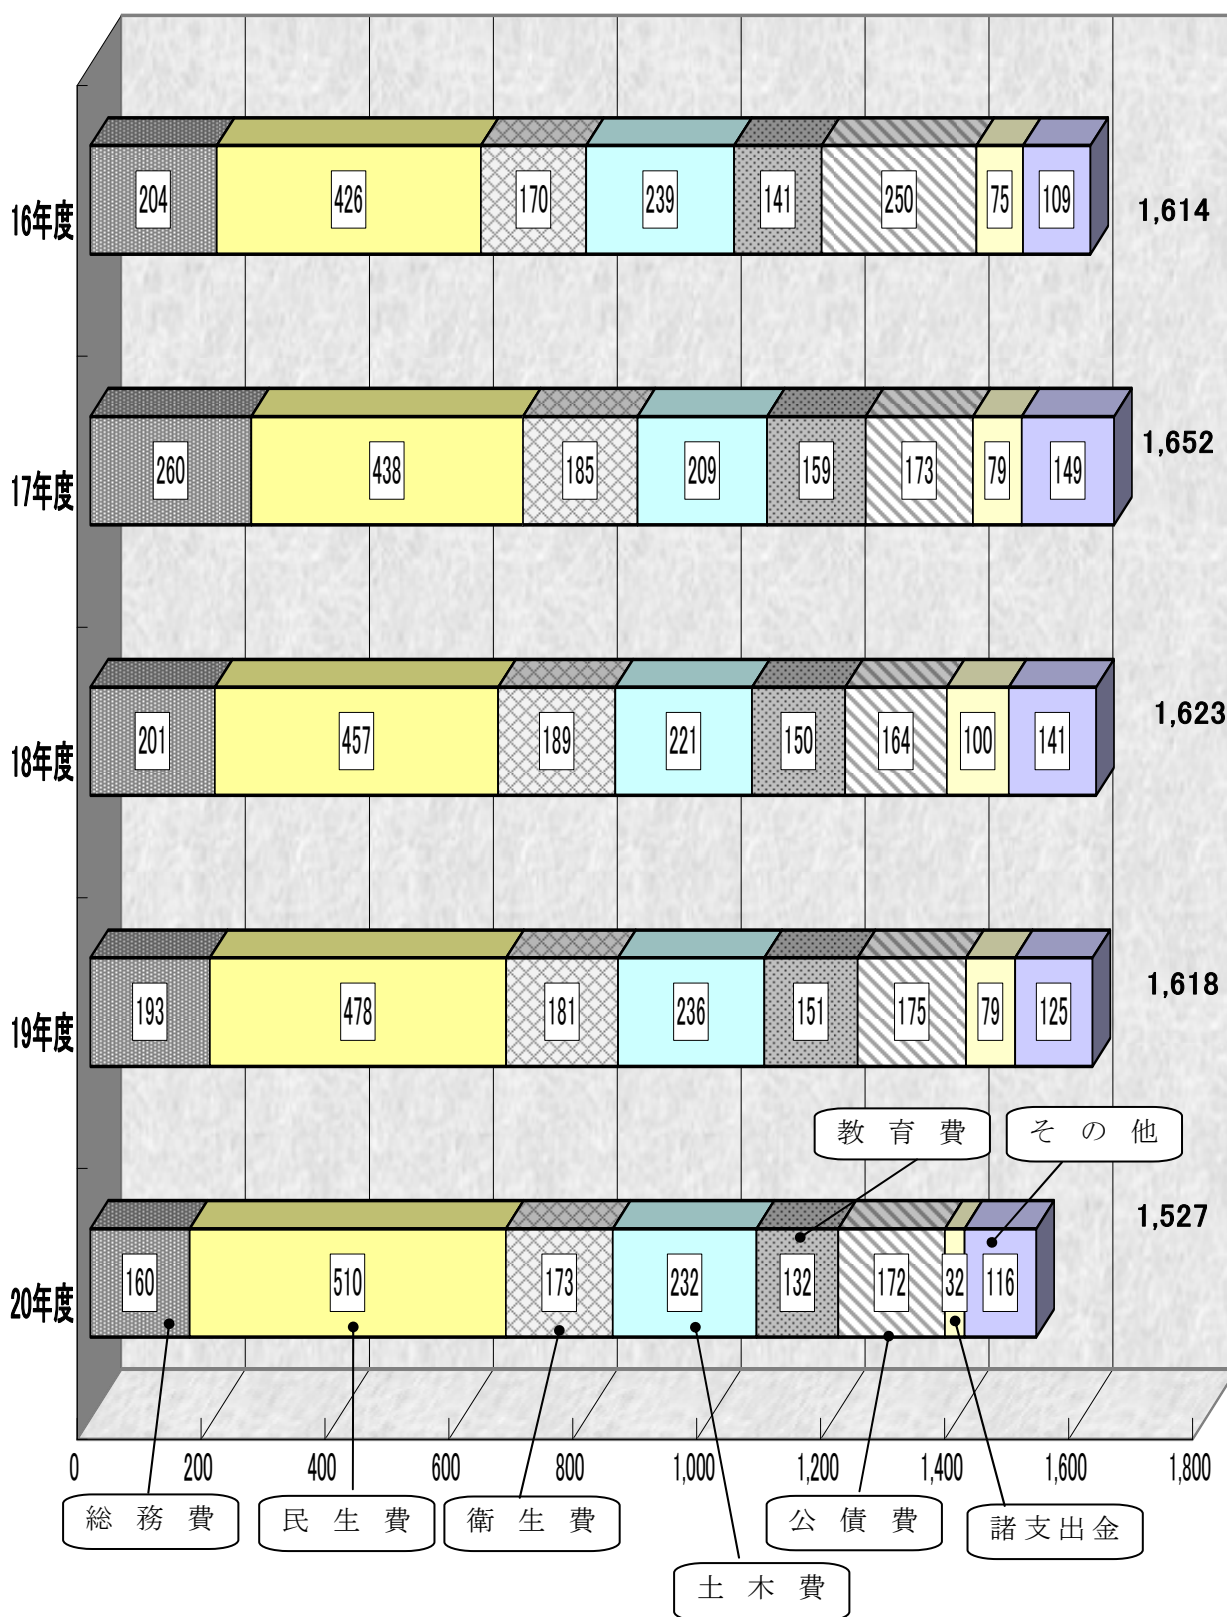 16年度 204 426 170 239 141 250 75 109 1,614
17年度 260 438 185 209 159 173 79 149 1,652
18年度 201 457 189 221 150 164 100 141 1,623
19年度 193 478 181 236 151 175 79 125 1,618
教育費 その他
20年度 160 510 173 232 132 172 32 116 1,527
0 200 400 600 800 1,000 1,200 1,400 1,600 1,800
総務費 民生費 衛生費 公債費 諸支出金
土木費